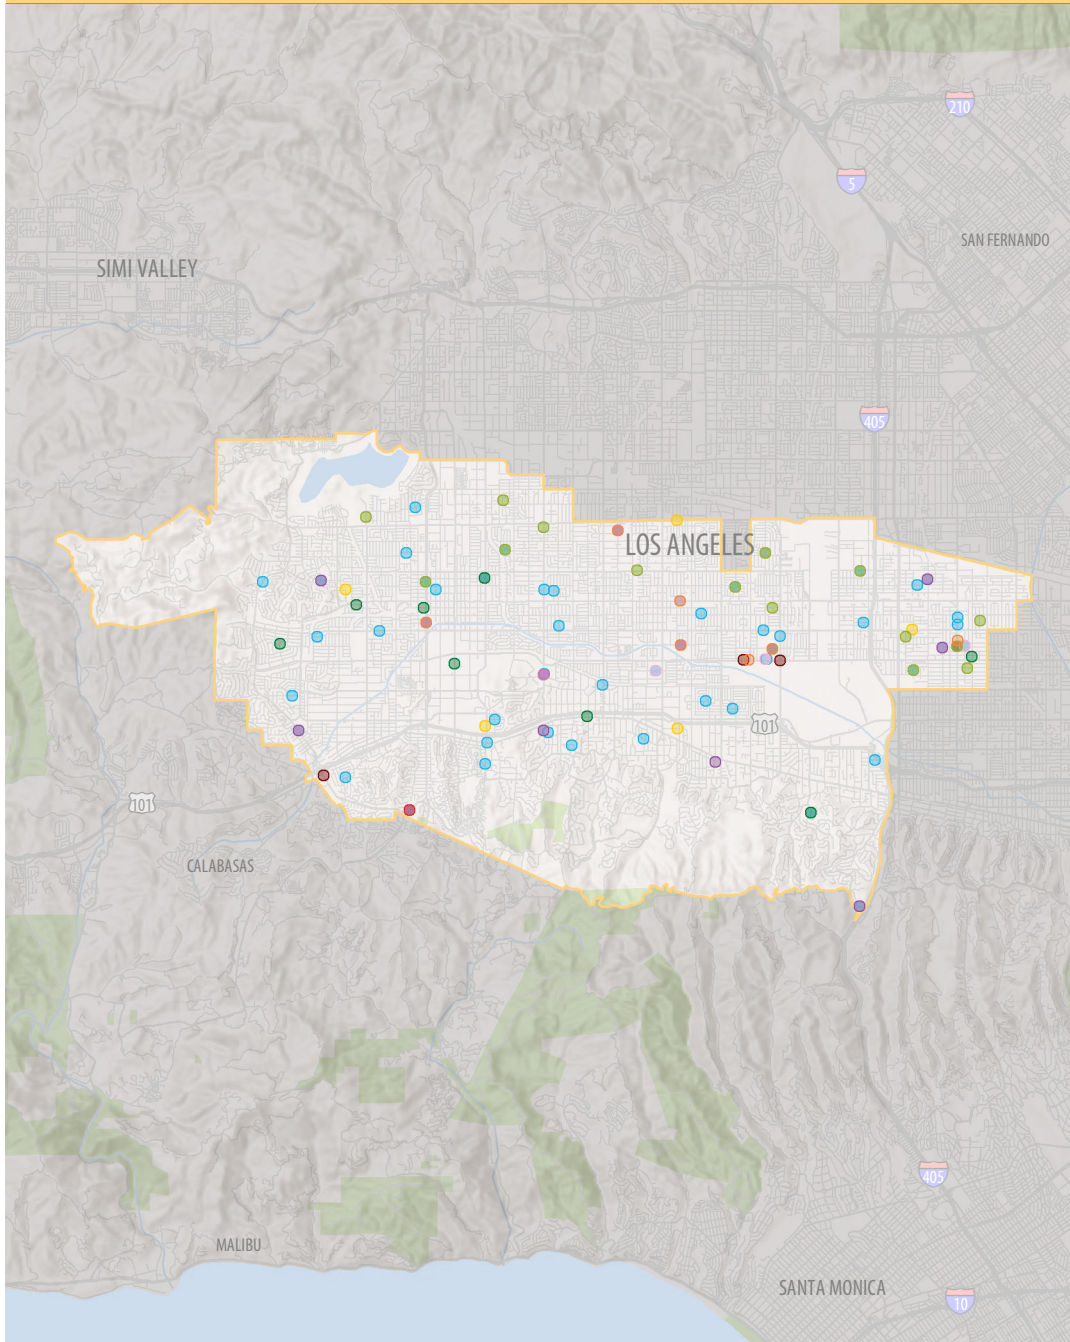 210
5
SAN FERNANDO
SIMI VALLEY
405
LOS ANGELES
101
101
CALABASAS
405
MALIBU
SANTA MONICA
10